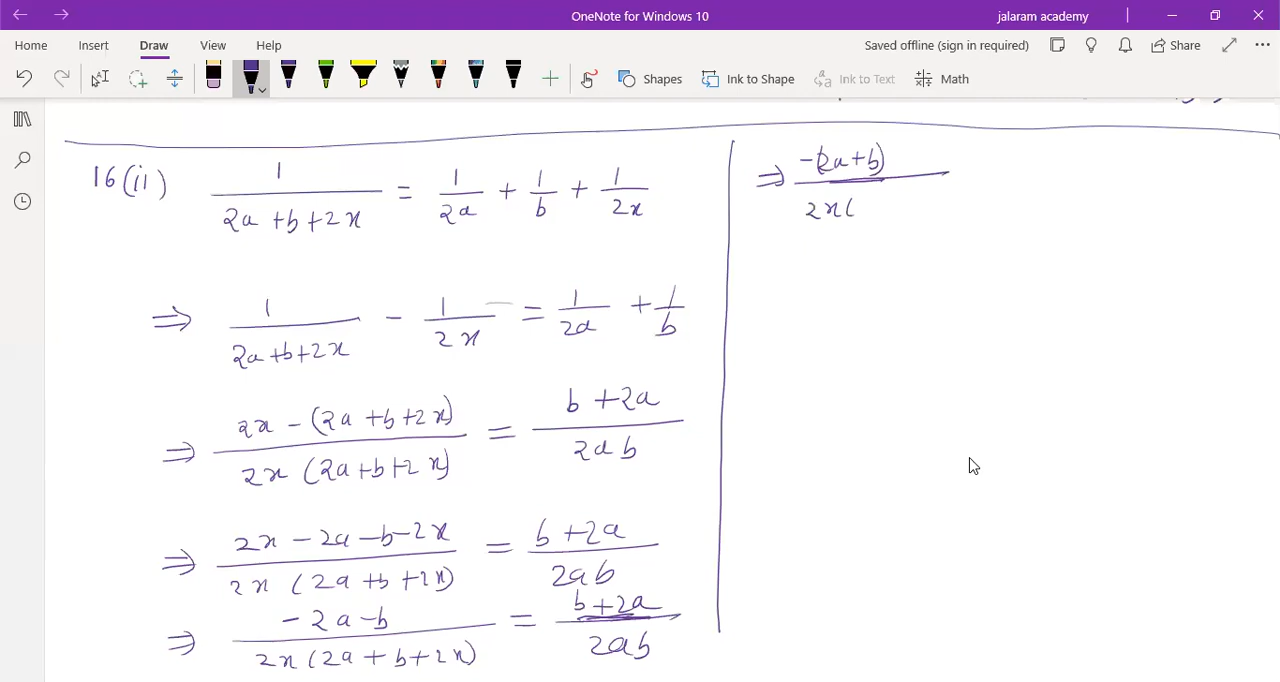 OneNote for Windows 10
jalaram academy
Home Insert Draw View Help
Saved offline (sign in required) Share
Shapes Ink to Shape Ink to Text Math
16(ii) 1/(2a+b+2x) = 1/2a + 1/b + 1/2x
⇒ 1/(2a+b+2x) - 1/2x = 1/2a + 1/b
⇒ (2x - (2a+b+2x))/(2x(2a+b+2x)) = (b+2a)/2ab
⇒ (2x - 2a - b - 2x)/(2x(2a+b+2x)) = (b+2a)/2ab
⇒ (-2a-b)/(2x(2a+b+2x)) = (b+2a)/2ab
⇒ -(2a+b)/2x(